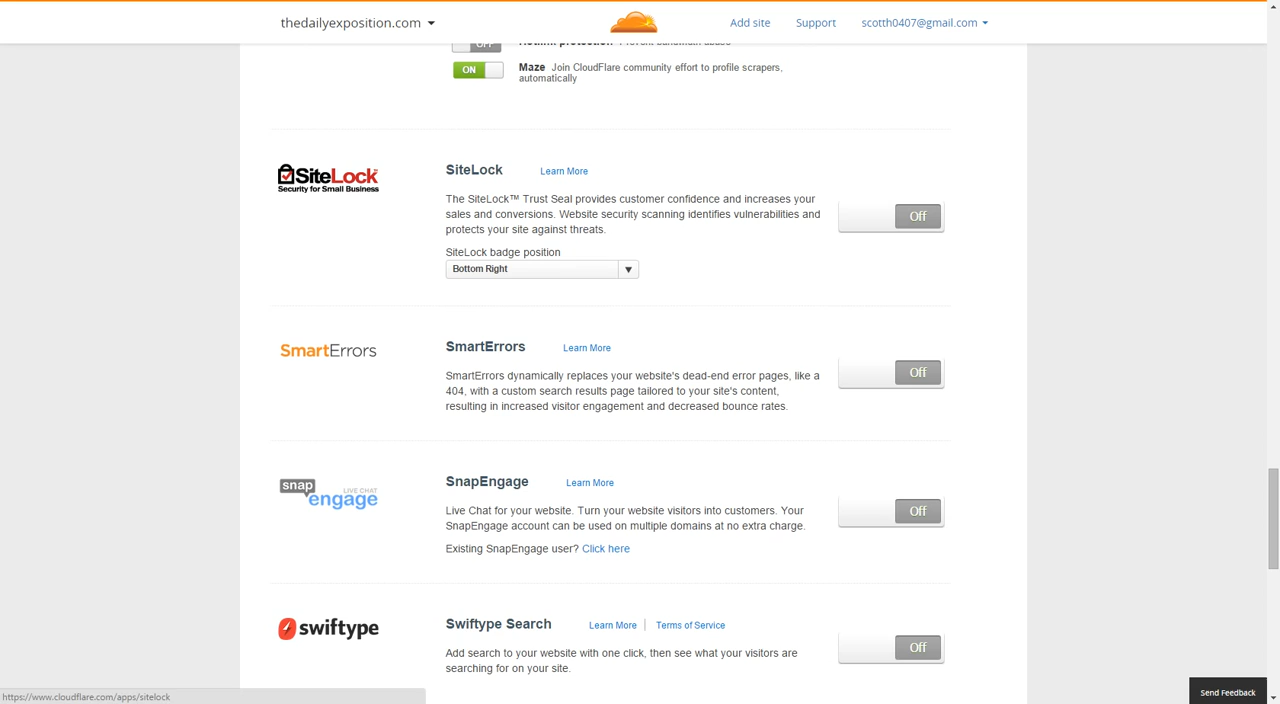 thedailyexposition.com
Add site
Support
scotth0407@gmail.com
OFF
Hotlink protection Prevent bandwidth abuse
ON
Maze Join CloudFlare community effort to profile scrapers,
automatically
SiteLock
Security for Small Business
SiteLock
Learn More
The SiteLock™ Trust Seal provides customer confidence and increases your
sales and conversions. Website security scanning identifies vulnerabilities and
protects your site against threats.
Off
SiteLock badge position
Bottom Right
SmartErrors
SmartErrors
Learn More
SmartErrors dynamically replaces your website's dead-end error pages, like a
404, with a custom search results page tailored to your site's content,
resulting in increased visitor engagement and decreased bounce rates.
Off
snap
LIVE CHAT
engage
SnapEngage
Learn More
Live Chat for your website. Turn your website visitors into customers. Your
SnapEngage account can be used on multiple domains at no extra charge.
Off
Existing SnapEngage user? Click here
swiftype
Swiftype Search
Learn More | Terms of Service
Add search to your website with one click, then see what your visitors are
searching for on your site.
Off
https://www.cloudflare.com/apps/sitelock
Send Feedback